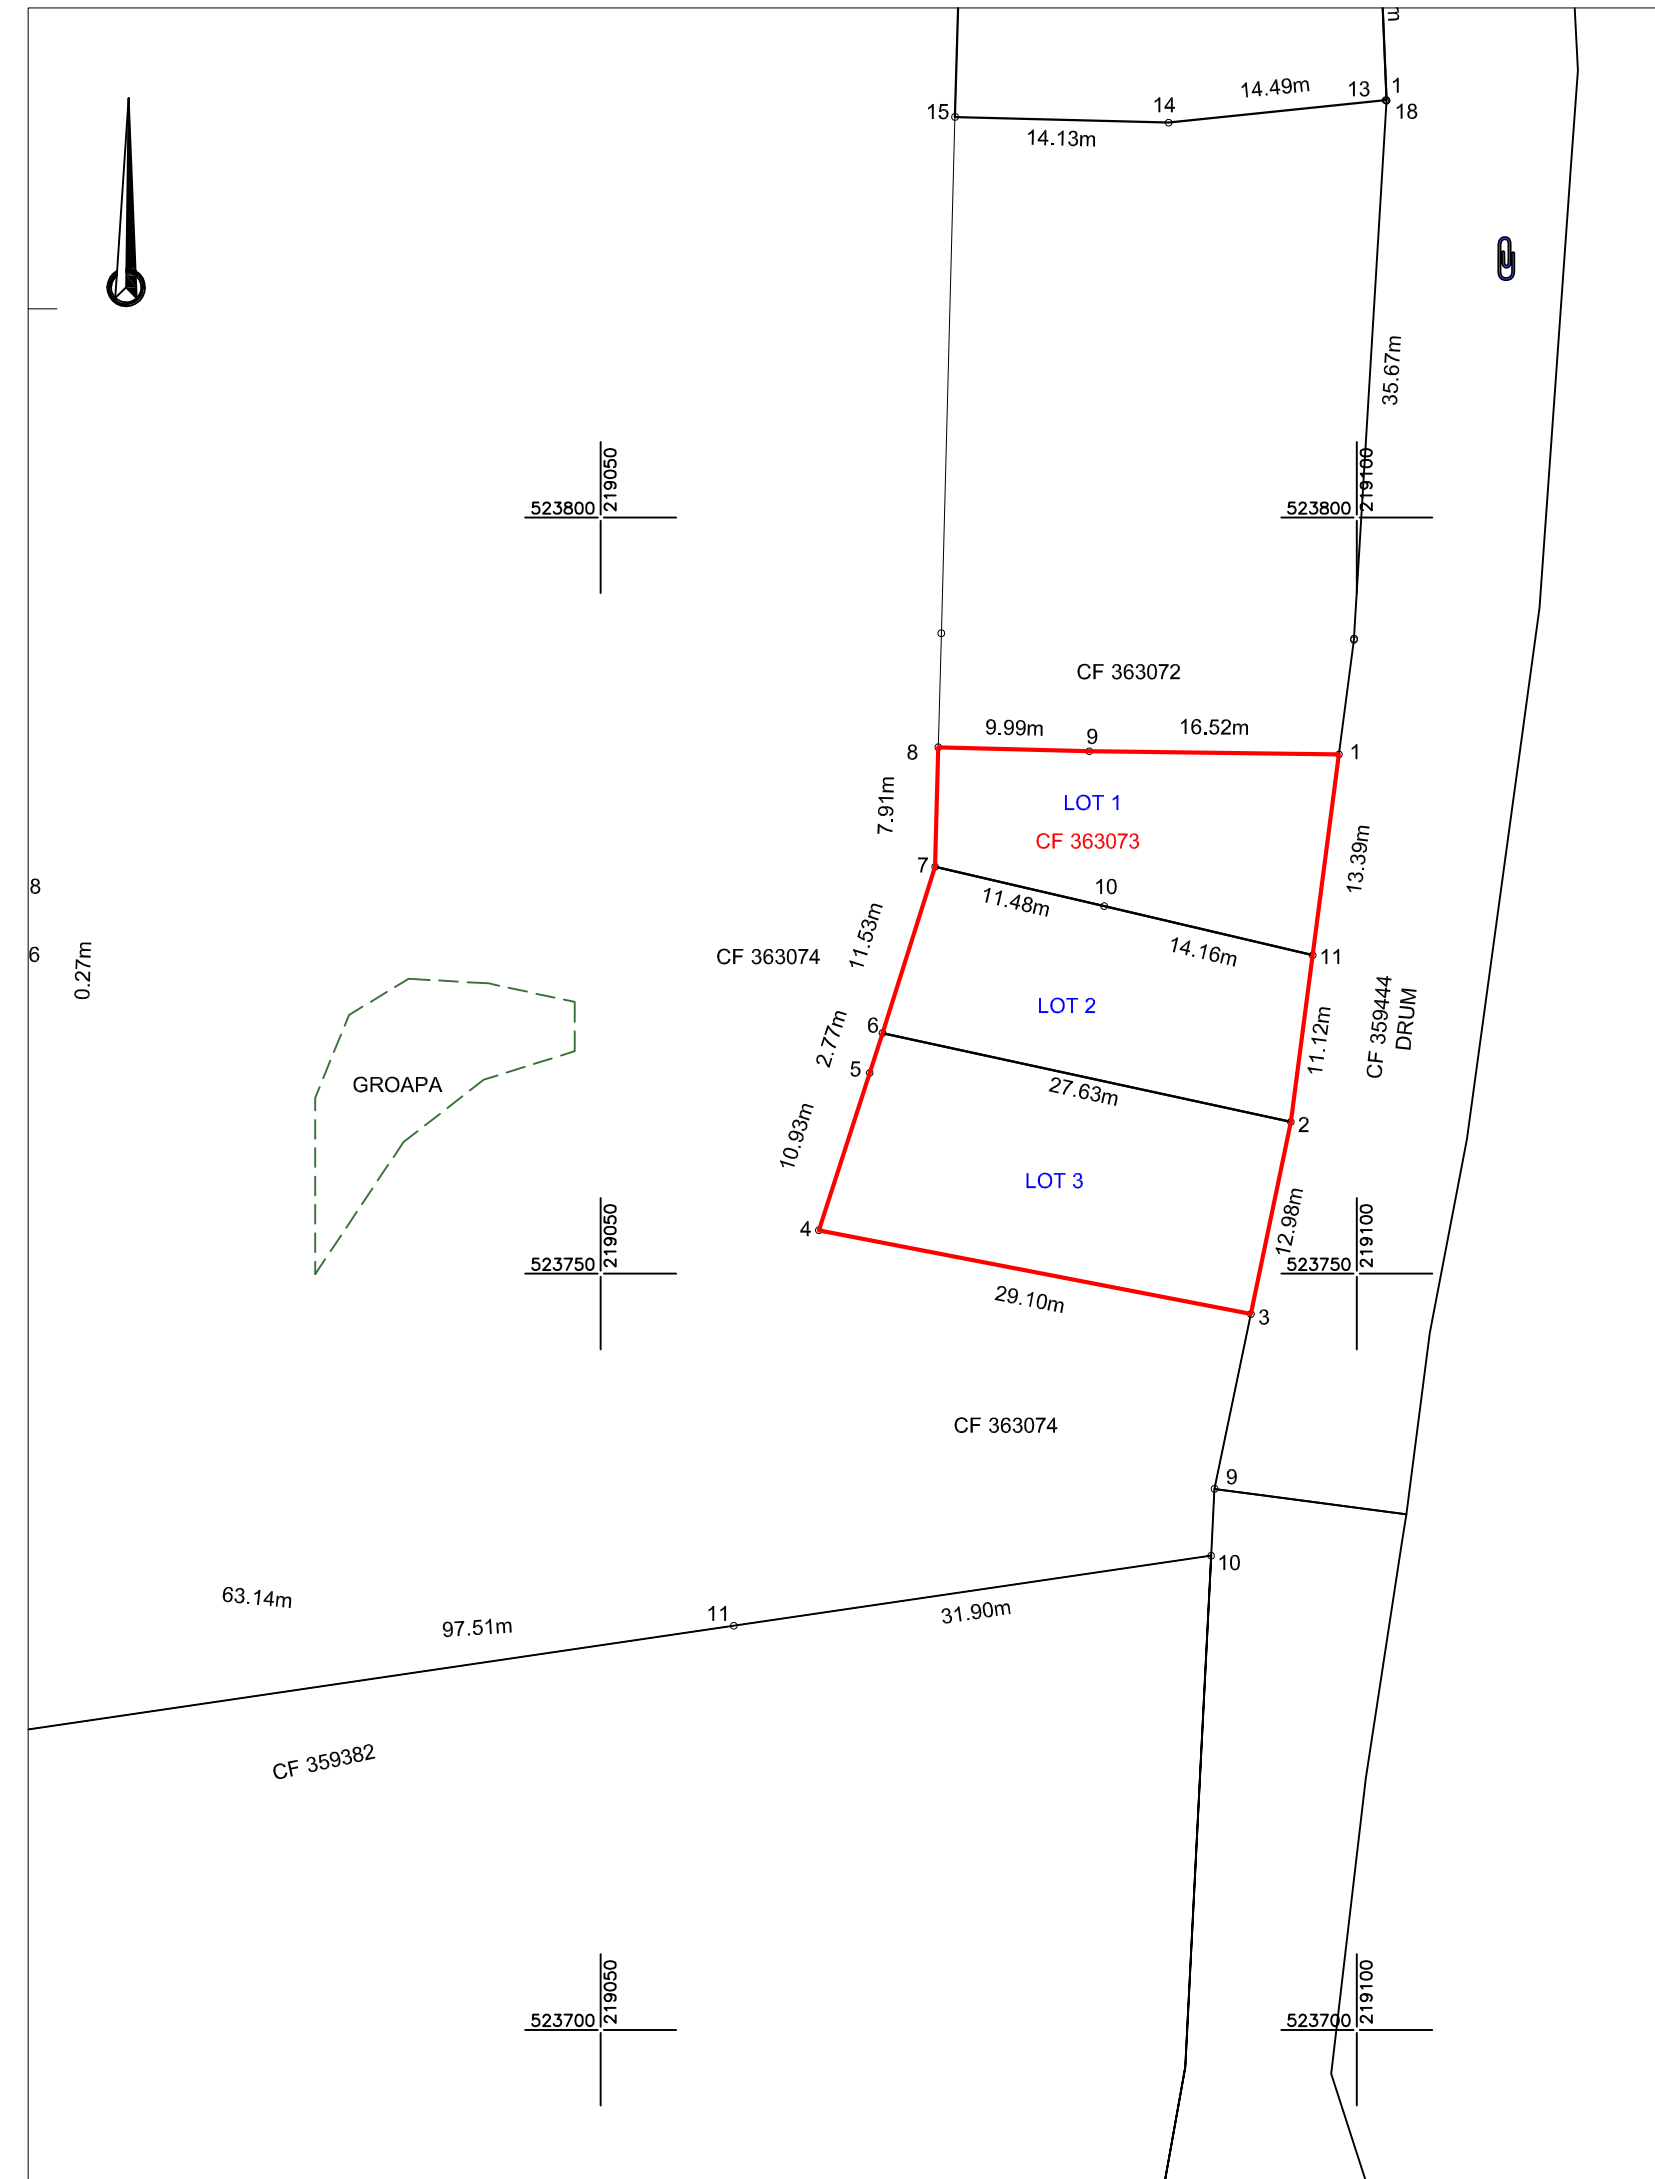 m
14.49m
13
1
15
14
18
14.13m
35.67m
219050
523800
219100
523800
CF 363072
9.99m
9
16.52m
8
1
7.91m
LOT 1
CF 363073
13.39m
7
10
8
11.48m
14.16m
11
6
0.27m
CF 363074
11.53m
LOT 2
CF 359444
DRUM
11.12m
6
2.77m
5
GROAPA
27.63m
2
10.93m
LOT 3
12.98m
4
219050
523750
219100
523750
29.10m
3
CF 363074
9
10
63.14m
97.51m
11
31.90m
CF 359382
219050
523700
219100
523700